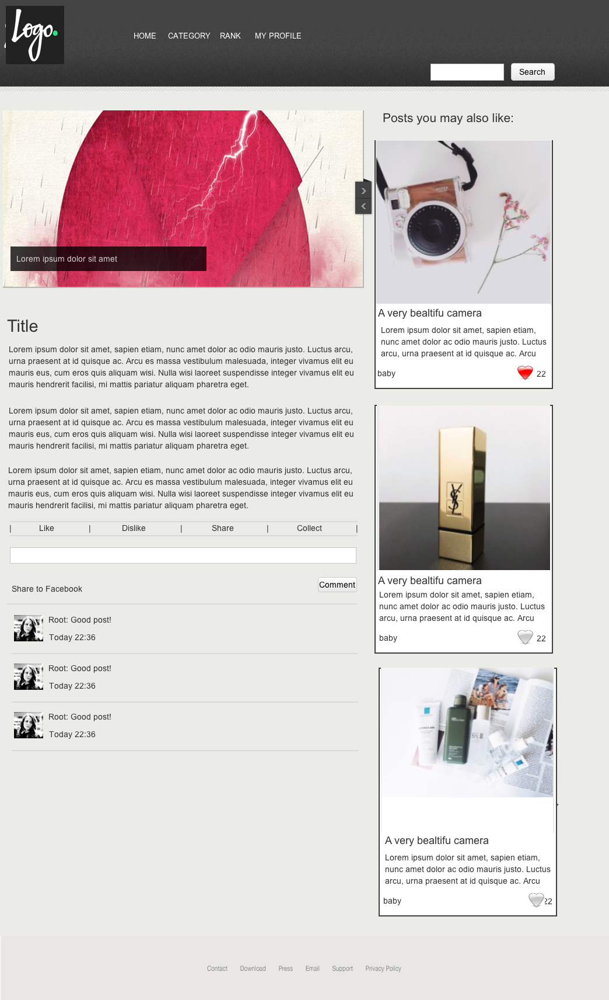 Logo.
HOME CATEGORY RANK MY PROFILE
Search
Lorem ipsum dolor sit amet
Title
Lorem ipsum dolor sit amet, sapien etiam, nunc amet dolor ac odio mauris justo. Luctus arcu,
urna praesent at id quisque ac. Arcu es massa vestibulum malesuada, integer vivamus elit eu
mauris eus, cum eros quis aliquam wisi. Nulla wisi laoreet suspendisse integer vivamus elit eu
mauris hendrerit facilisi, mi mattis pariatur aliquam pharetra eget.
Lorem ipsum dolor sit amet, sapien etiam, nunc amet dolor ac odio mauris justo. Luctus arcu,
urna praesent at id quisque ac. Arcu es massa vestibulum malesuada, integer vivamus elit eu
mauris eus, cum eros quis aliquam wisi. Nulla wisi laoreet suspendisse integer vivamus elit eu
mauris hendrerit facilisi, mi mattis pariatur aliquam pharetra eget.
Lorem ipsum dolor sit amet, sapien etiam, nunc amet dolor ac odio mauris justo. Luctus arcu,
urna praesent at id quisque ac. Arcu es massa vestibulum malesuada, integer vivamus elit eu
mauris eus, cum eros quis aliquam wisi. Nulla wisi laoreet suspendisse integer vivamus elit eu
mauris hendrerit facilisi, mi mattis pariatur aliquam pharetra eget.
| Like | Dislike | Share | Collect |
Share to Facebook
Comment
Root: Good post!
Today 22:36
Root: Good post!
Today 22:36
Root: Good post!
Today 22:36
Posts you may also like:
A very bealtifu camera
Lorem ipsum dolor sit amet, sapien etiam,
nunc amet dolor ac odio mauris justo. Luctus
arcu, urna praesent at id quisque ac. Arcu
baby 22
YSL
A very bealtifu camera
Lorem ipsum dolor sit amet, sapien etiam,
nunc amet dolor ac odio mauris justo. Luctus
arcu, urna praesent at id quisque ac. Arcu
baby 22
SK-II
A very bealtifu camera
Lorem ipsum dolor sit amet, sapien etiam,
nunc amet dolor ac odio mauris justo. Luctus
arcu, urna praesent at id quisque ac. Arcu
baby 22
Contact Download Press Email Support Privacy Policy